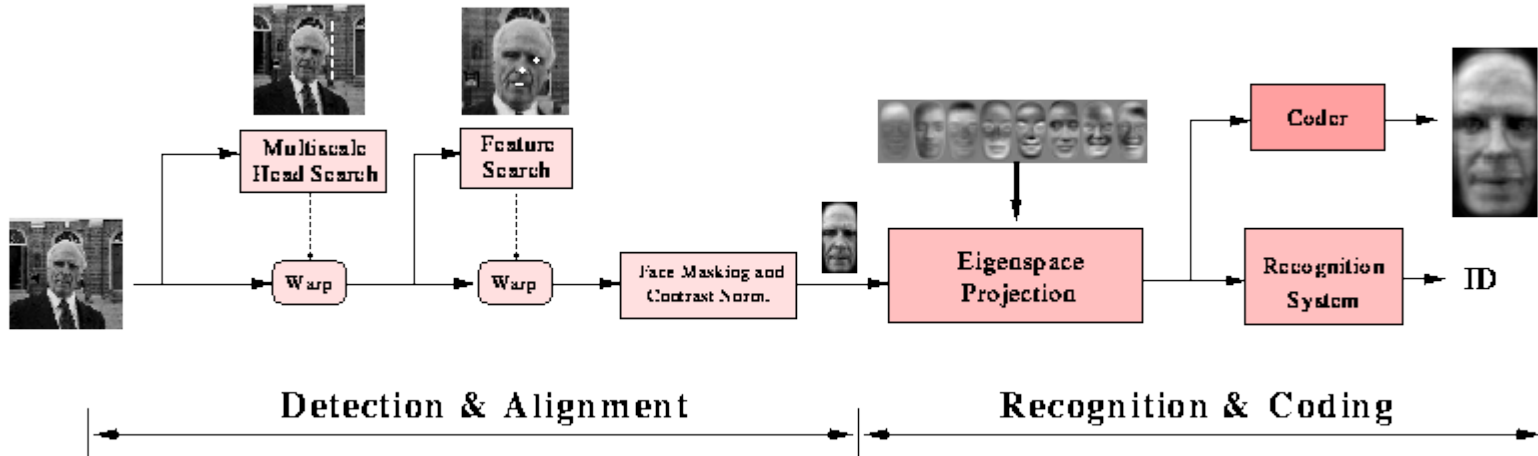 Multiscale
Head Search
Feature
Search
Coder
Warp
Warp
Face Masking and
Contrast Norm.
Eigenspace
Projection
Recognition
System
ID
Detection & Alignment
Recognition & Coding